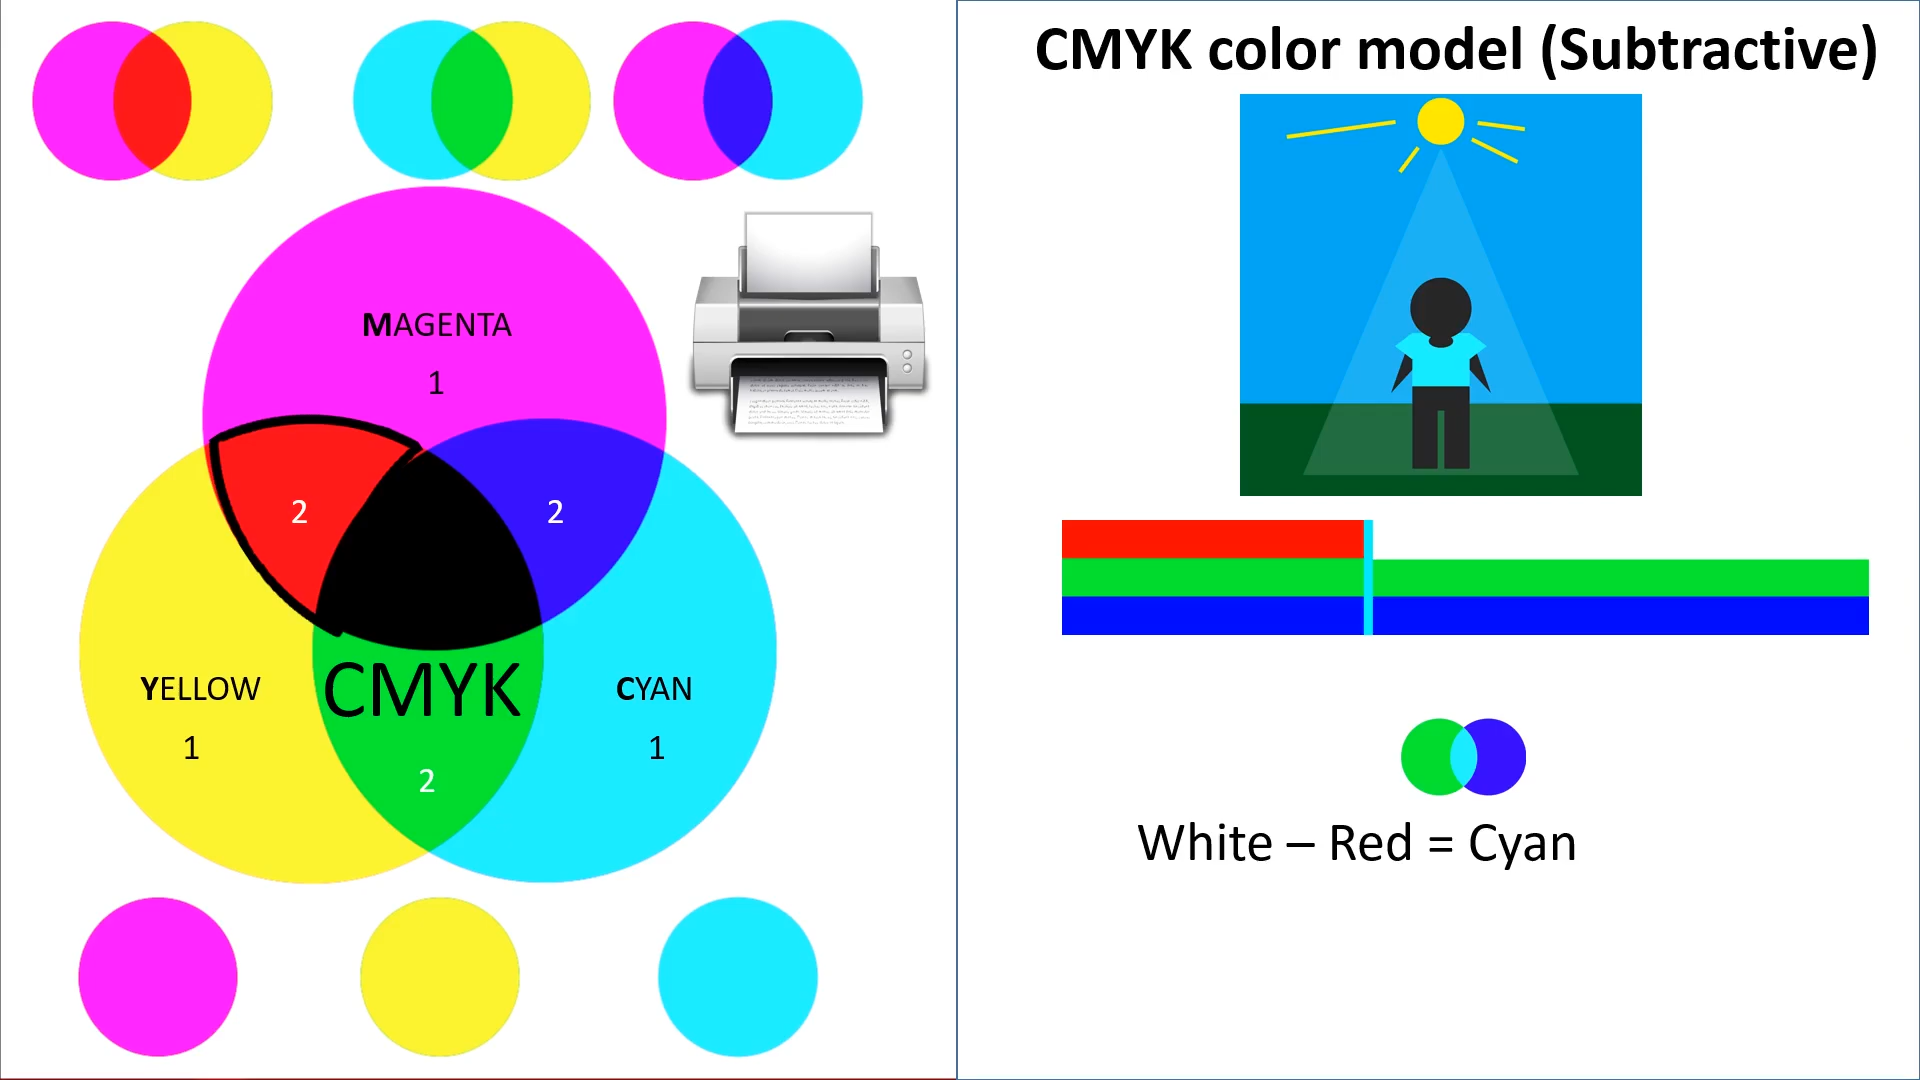 MAGENTA
1
2
2
YELLOW
1
CMYK
2
CYAN
1
CMYK color model (Subtractive)
White – Red = Cyan